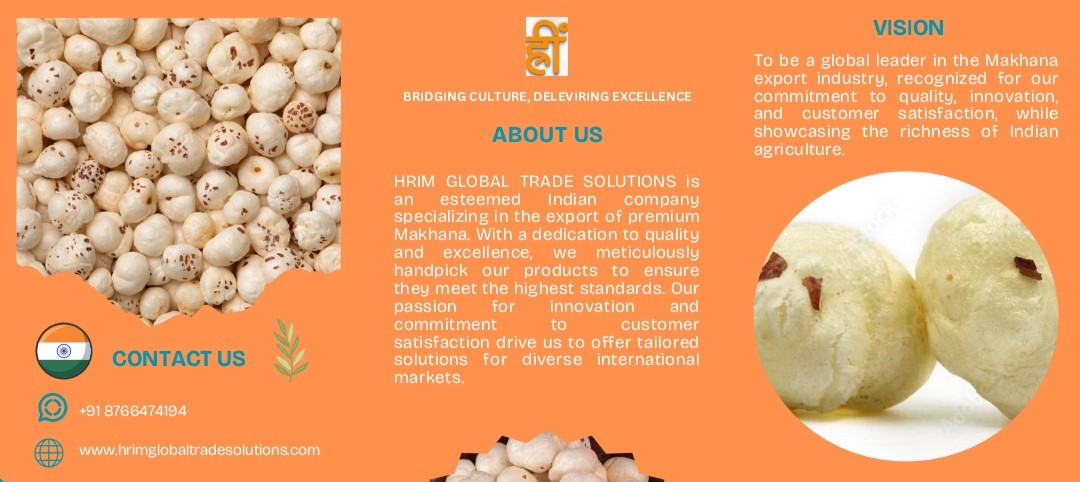 CONTACT US
+91 8766474194
www.hrimglobaltradesolutions.com
ह्रीं
BRIDGING CULTURE, DELEVIRING EXCELLENCE
ABOUT US
HRIM GLOBAL TRADE SOLUTIONS is
an esteemed Indian company
specializing in the export of premium
Makhana. With a dedication to quality
and excellence, we meticulously
handpick our products to ensure
they meet the highest standards. Our
passion for innovation and
commitment to customer
satisfaction drive us to offer tailored
solutions for diverse international
markets.
VISION
To be a global leader in the Makhana
export industry, recognized for our
commitment to quality, innovation,
and customer satisfaction, while
showcasing the richness of Indian
agriculture.